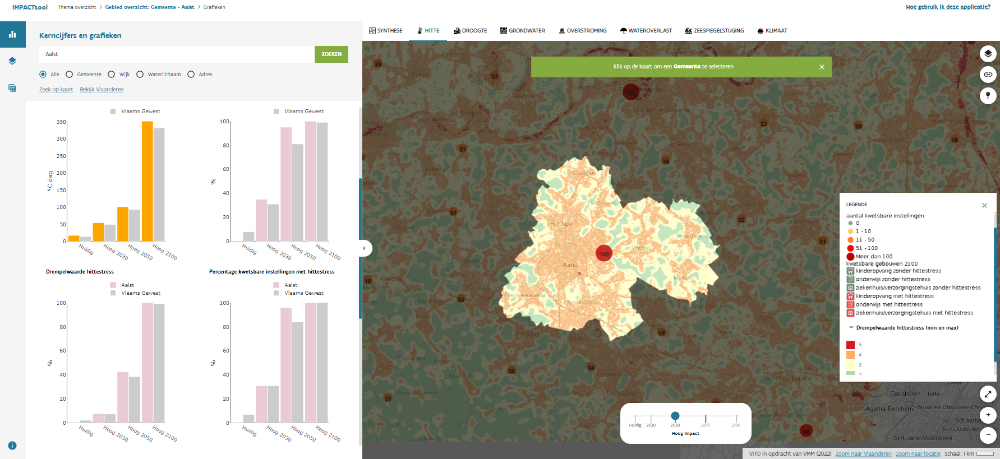 IMPACTtool
Thema overzicht
Gebied overzicht: Gemeente - Aalst
Grafieken
Hoe gebruik ik deze applicatie?
Kerncijfers en grafieken
Aalst
ZOEKEN
Alle
Gemeente
Wijk
Waterlichaam
Adres
Zoek op kaart
Bekijk Vlaanderen
SYNTHESE
HITTE
DROOGTE
GRONDWATER
OVERSTROMING
WATEROVERLAST
ZEESPIEGELSTIJGING
KLIMAAT
Klik op de kaart om een Gemeente te selecteren
Vlaams Gewest
350
300
250
200
150
100
50
0
°C.dag
Huidig
Hoog 2030
Hoog 2050
Hoog 2100
Vlaams Gewest
100
80
60
40
20
0
%
Huidig
Hoog 2030
Hoog 2050
Hoog 2100
Drempelwaarde hittestress
Aalst
Vlaams Gewest
100
80
60
40
20
0
%
Huidig
Hoog 2030
Hoog 2050
Hoog 2100
Percentage kwetsbare instellingen met hittestress
Aalst
Vlaams Gewest
100
80
60
40
20
0
%
Huidig
Hoog 2030
Hoog 2050
Hoog 2100
29
33
103
33
28
18
21
34
31
32
31
18
35
19
28
34
31
60
140
Gijzegem
Herdersem
Hofstade
Moorsel
Baardegem
Aalst
Meldert
Nieuwerkerken
Erembodegem
Denderleeuw
Lebbeke
Ganshoren
Jette
Sint-Jans-Molenbeek
LEGENDE
aantal kwetsbare instellingen
0
1 - 10
11 - 50
51 - 100
Meer dan 100
kwetsbare gebouwen 2100
kinderopvang zonder hittestress
onderwijs zonder hittestress
ziekenhuis/verzorgingstehuis zonder hittestress
kinderopvang met hittestress
onderwijs met hittestress
ziekenhuis/verzorgingstehuis met hittestress
Drempelwaarde hittestress (min en max)
5
4
3
Huidig
2030
2050
2075
2100
Hoog Impact
VITO in opdracht van VMM (2022)
Zoom naar Vlaanderen
Zoom naar locatie
Schaal: 1 km